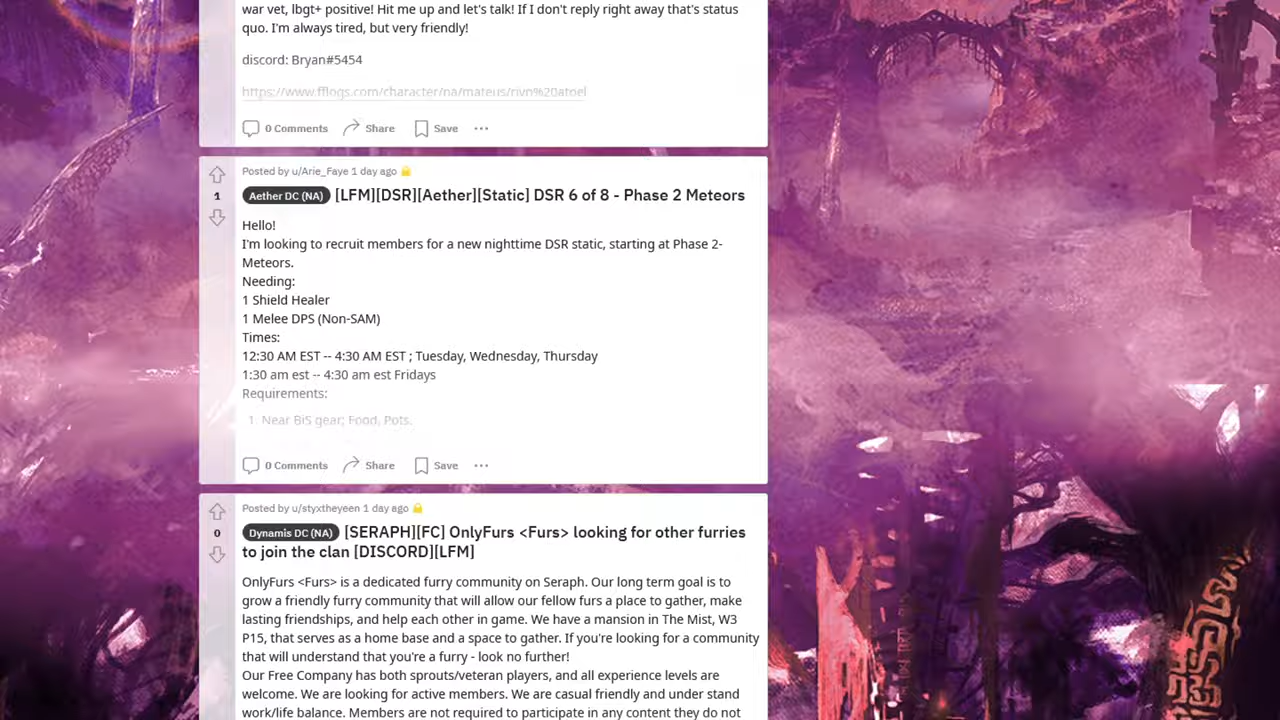 war vet, lbgt+ positive! Hit me up and let's talk! If I don't reply right away that's status
quo. I'm always tired, but very friendly!
discord: Bryan#5454
https://www.fflogs.com/character/na/mateus/rivn%20atoel
0 Comments Share Save
Posted by u/Arie_Faye 1 day ago
1
Aether DC (NA) [LFM][DSR][Aether][Static] DSR 6 of 8 - Phase 2 Meteors
Hello!
I'm looking to recruit members for a new nighttime DSR static, starting at Phase 2-
Meteors.
Needing:
1 Shield Healer
1 Melee DPS (Non-SAM)
Times:
12:30 AM EST -- 4:30 AM EST ; Tuesday, Wednesday, Thursday
1:30 am est -- 4:30 am est Fridays
Requirements:
1. Near BiS gear; Food, Pots.
0 Comments Share Save
Posted by u/styxtheyeen 1 day ago
0
Dynamis DC (NA) [SERAPH][FC] OnlyFurs <Furs> looking for other furries
to join the clan [DISCORD][LFM]
OnlyFurs <Furs> is a dedicated furry community on Seraph. Our long term goal is to
grow a friendly furry community that will allow our fellow furs a place to gather, make
lasting friendships, and help each other in game. We have a mansion in The Mist, W3
P15, that serves as a home base and a space to gather. If you're looking for a community
that will understand that you're a furry - look no further!
Our Free Company has both sprouts/veteran players, and all experience levels are
welcome. We are looking for active members. We are casual friendly and under stand
work/life balance. Members are not required to participate in any content they do not